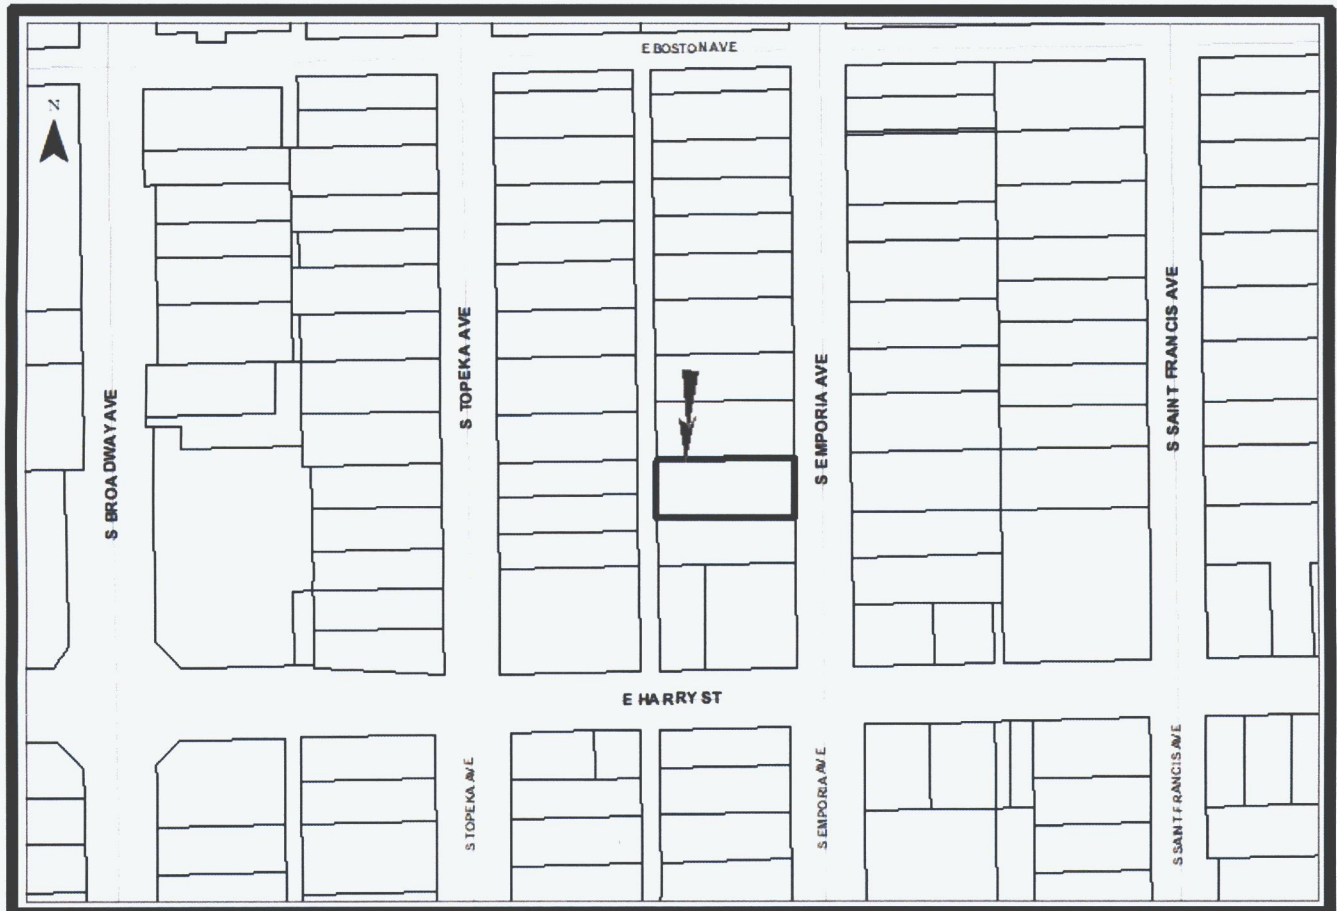 E BOSTON AVE
N
S BROADWAY AVE
S TOPEKA AVE
S EMPORIA AVE
S SAINT FRANCIS AVE
E HARRY ST
S TOPEKA AVE
S EMPORIA AVE
S SAINT FRANCIS AVE